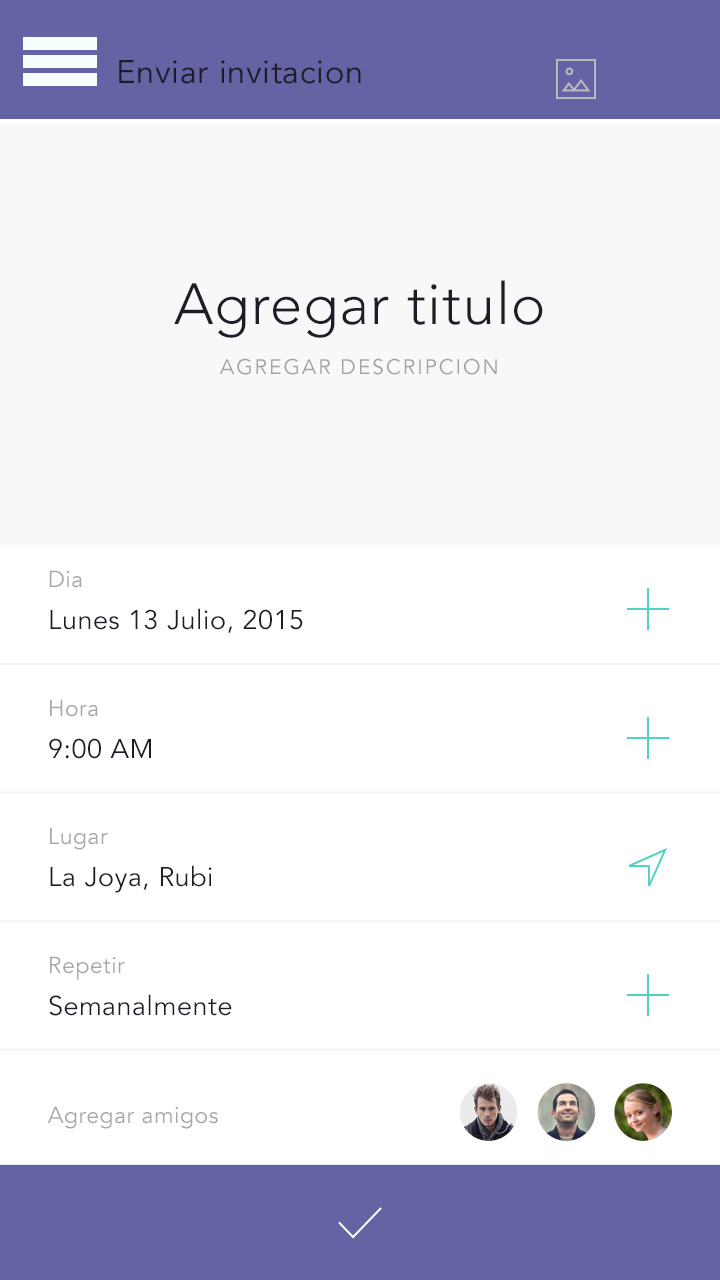 Enviar invitacion
Agregar titulo
AGREGAR DESCRIPCION
Dia
Lunes 13 Julio, 2015
Hora
9:00 AM
Lugar
La Joya, Rubi
Repetir
Semanalmente
Agregar amigos